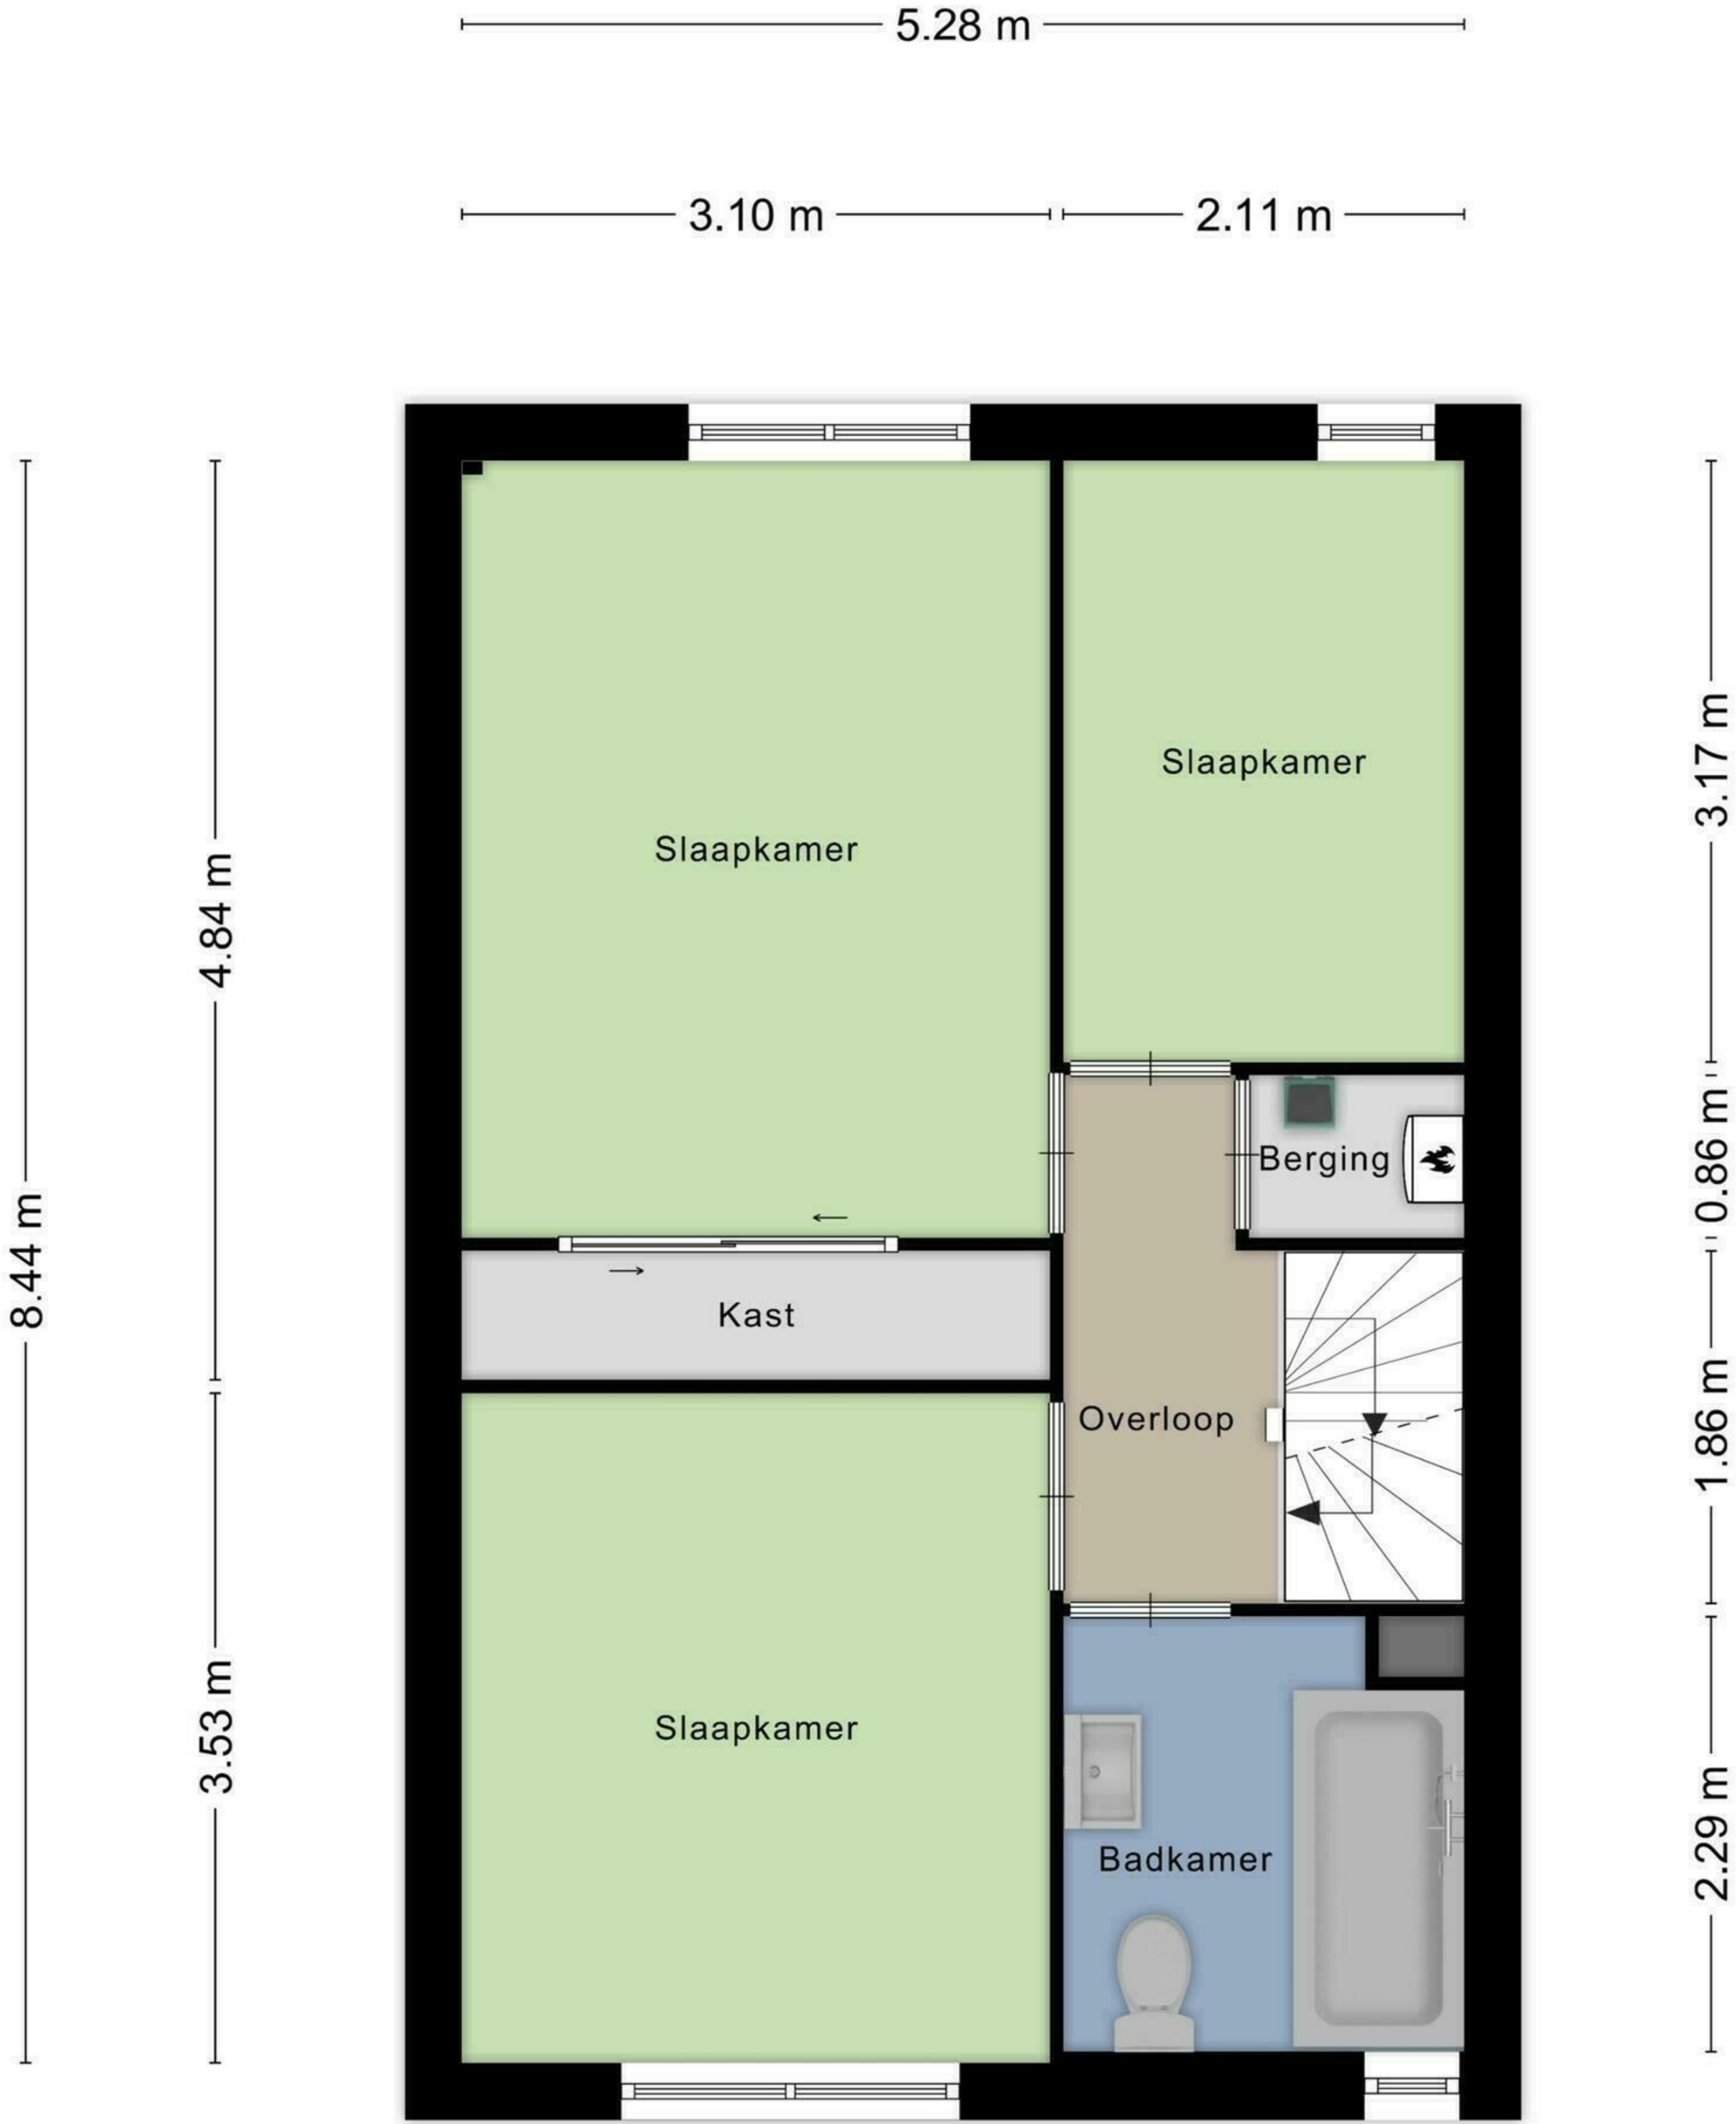 5.28 m
3.10 m
2.11 m
Slaapkamer
Slaapkamer
3.17 m
4.84 m
Berging
0.86 m
8.44 m
Kast
Overloop
1.86 m
Slaapkamer
3.53 m
Badkamer
2.29 m